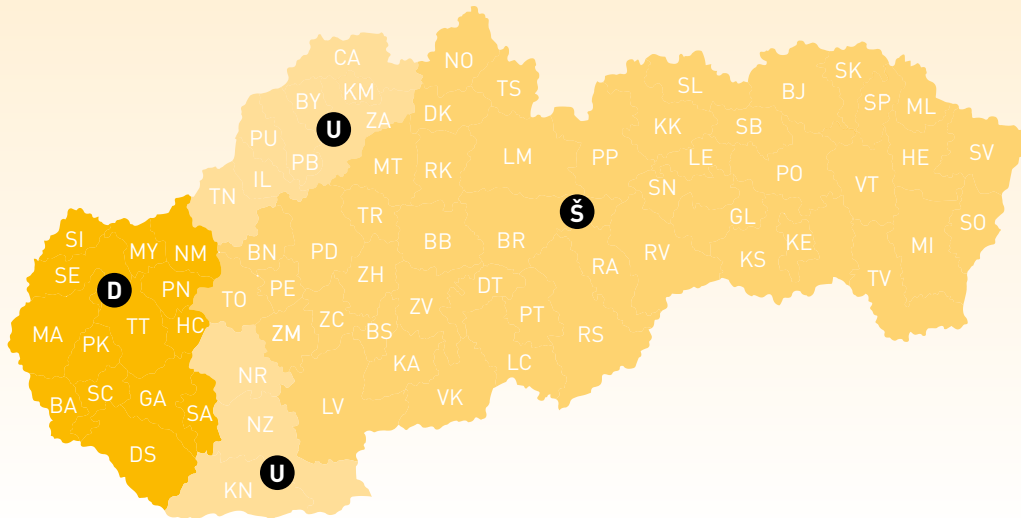 NO
CA
SK
TS
SL
BJ
KM
BY
SP
ML
DK
ZA
U
KK
SB
PU
MT
RK
LM
PP
LE
HE
SV
PB
IL
SN
PO
VT
TN
TR
Š
GL
SO
SI
MY
NM
BN
PD
BB
BR
RV
KE
MI
SE
D
PN
TO
PE
ZH
DT
RA
KS
TV
MA
PK
TT
HC
ZM
ZC
BS
ZV
PT
RS
KA
LC
BA
SC
GA
SA
NR
LV
VK
NZ
DS
KN
U